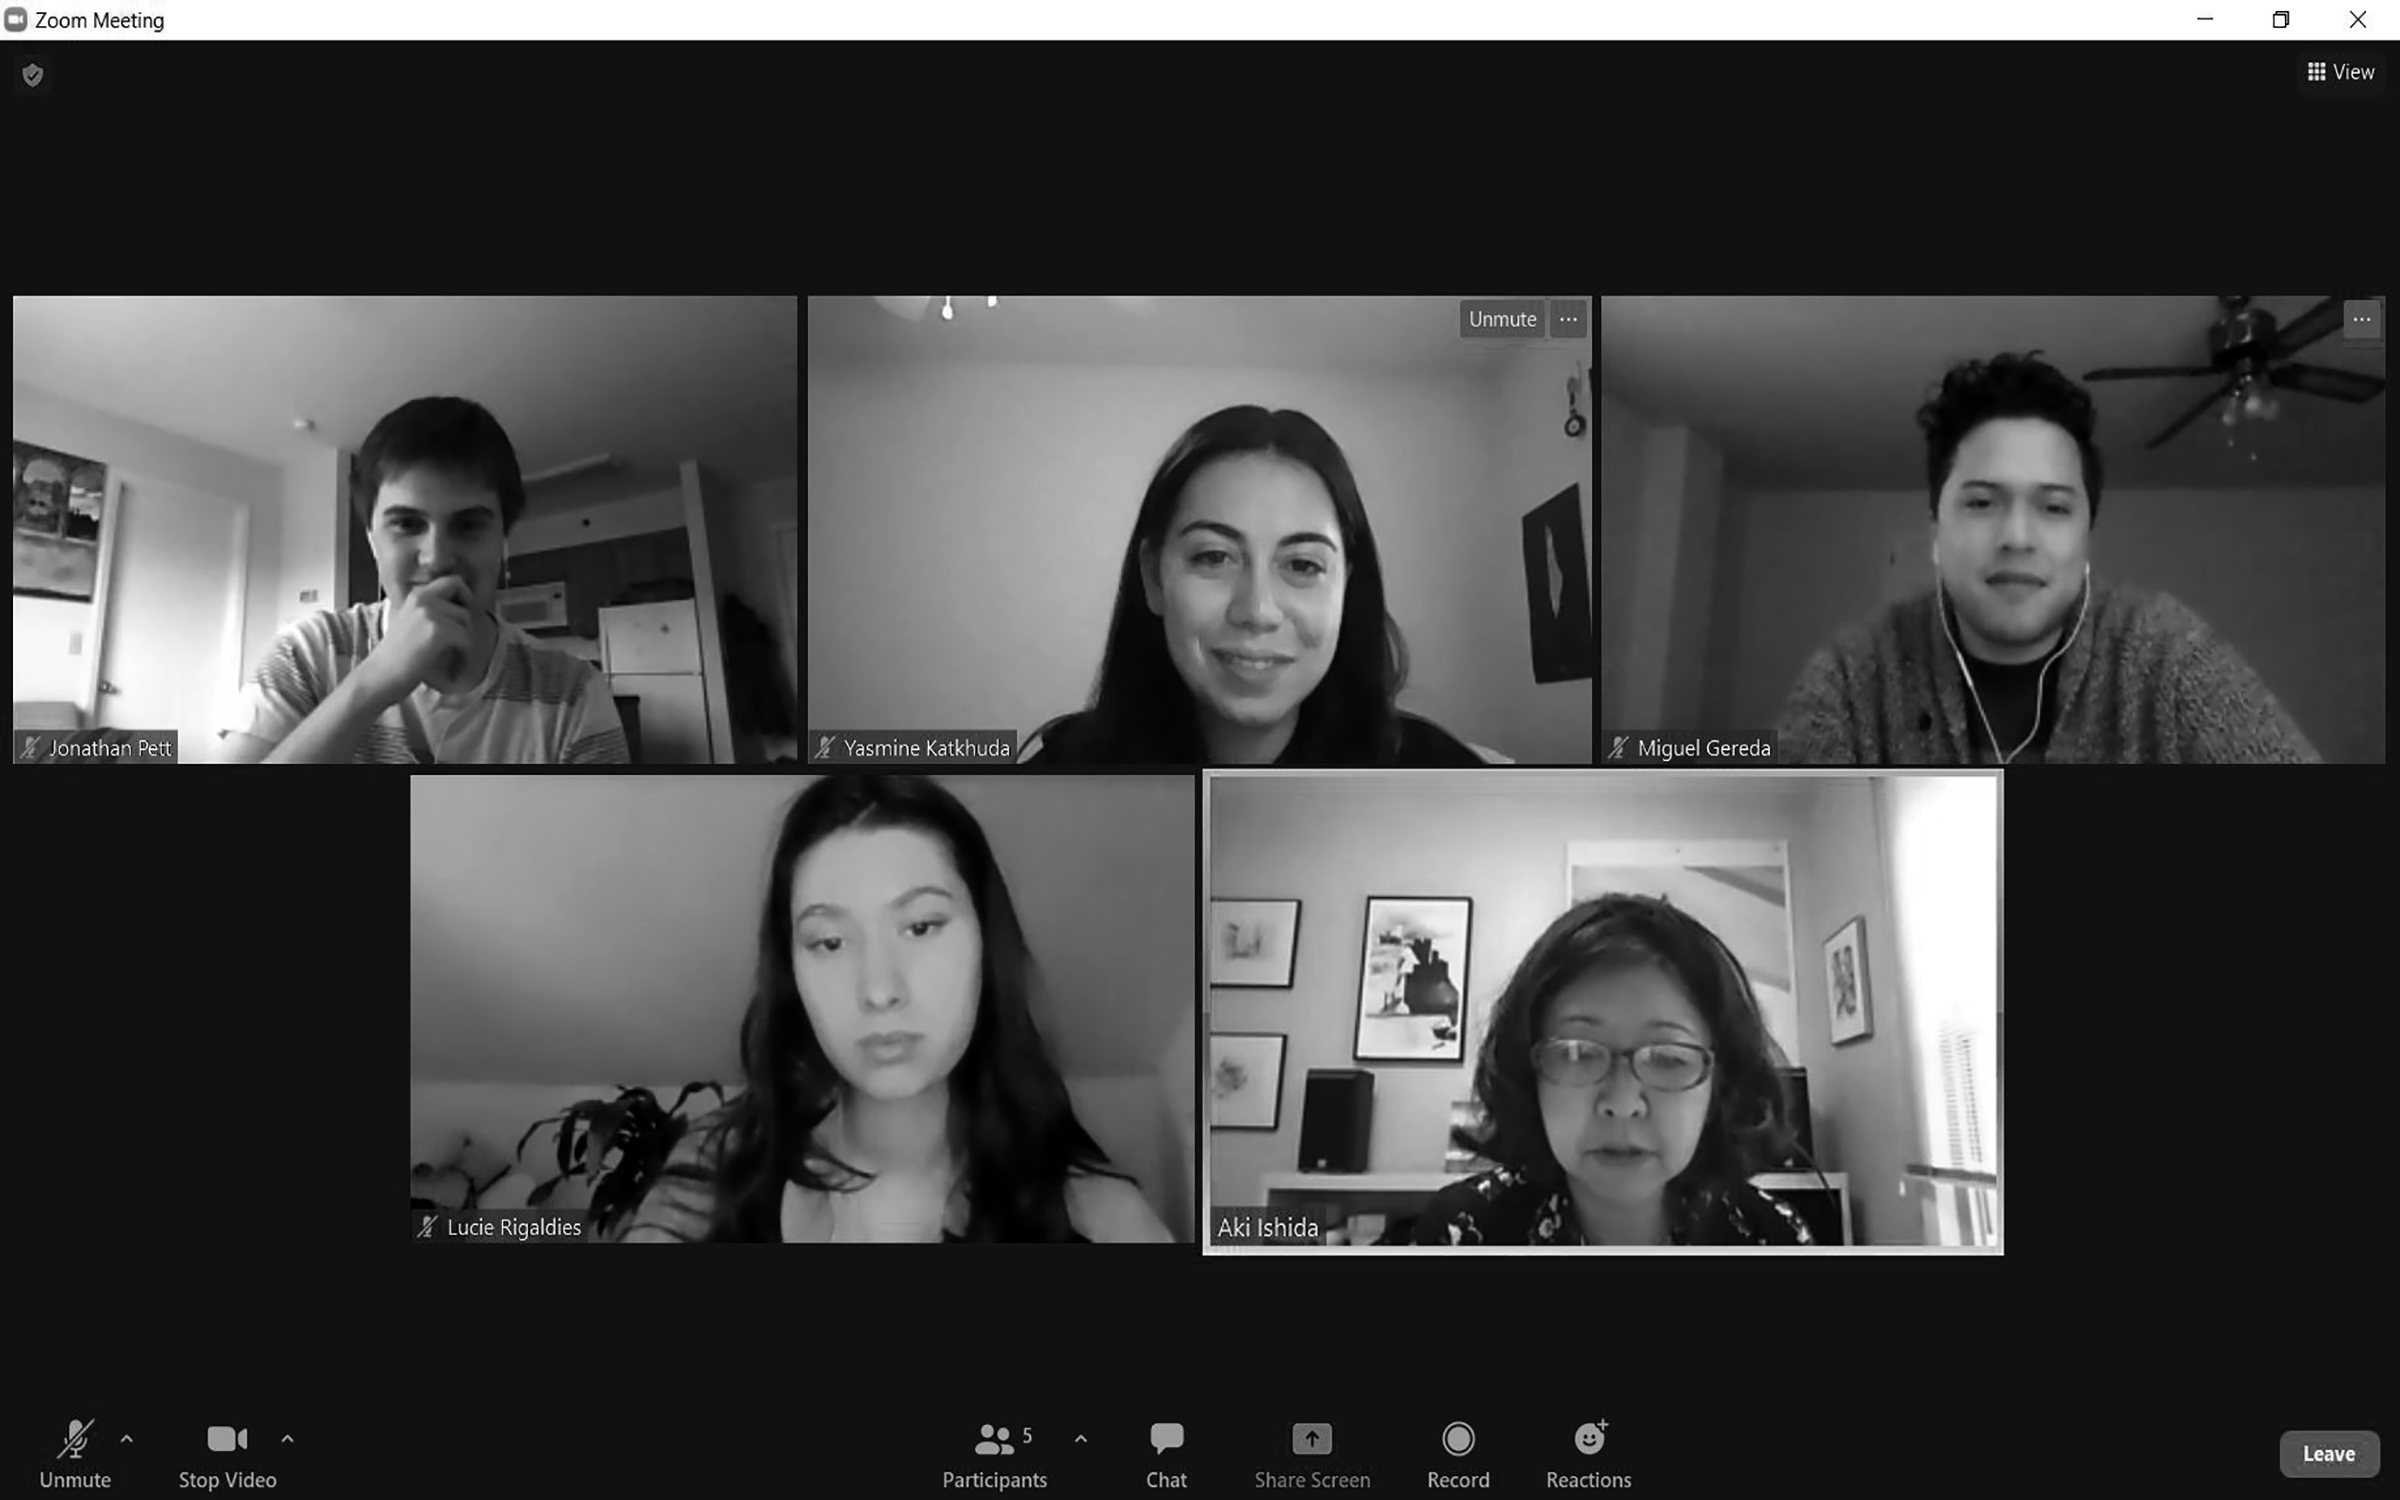 Zoom Meeting
View
Unmute
Jonathan Pett
Yasmine Katkhuda
Miguel Gereda
Lucie Rigaldies
Aki Ishida
Unmute
Stop Video
Participants
5
Chat
Share Screen
Record
Reactions
Leave